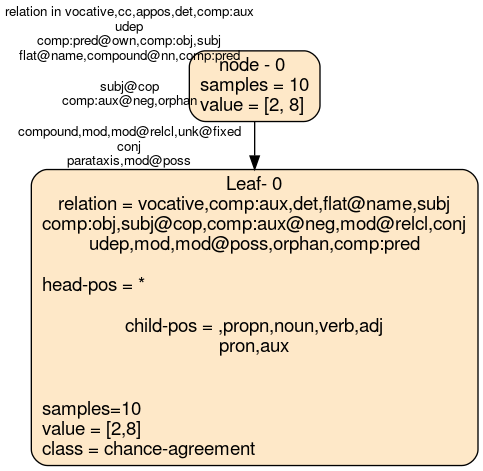 relation in vocative,cc,appos,det,comp:aux
udep
comp:pred@own,comp:obj,subj
flat@name,compound@nn,comp:pred
subj@cop
comp:aux@neg,orphan
compound,mod,mod@relcl,unk@fixed
conj
parataxis,mod@poss
node - 0
samples = 10
value = [2, 8]
Leaf- 0
relation = vocative,comp:aux,det,flat@name,subj
comp:obj,subj@cop,comp:aux@neg,mod@relcl,conj
udep,mod,mod@poss,orphan,comp:pred
head-pos = *
child-pos = ,propn,noun,verb,adj
pron,aux
samples=10
value = [2,8]
class = chance-agreement